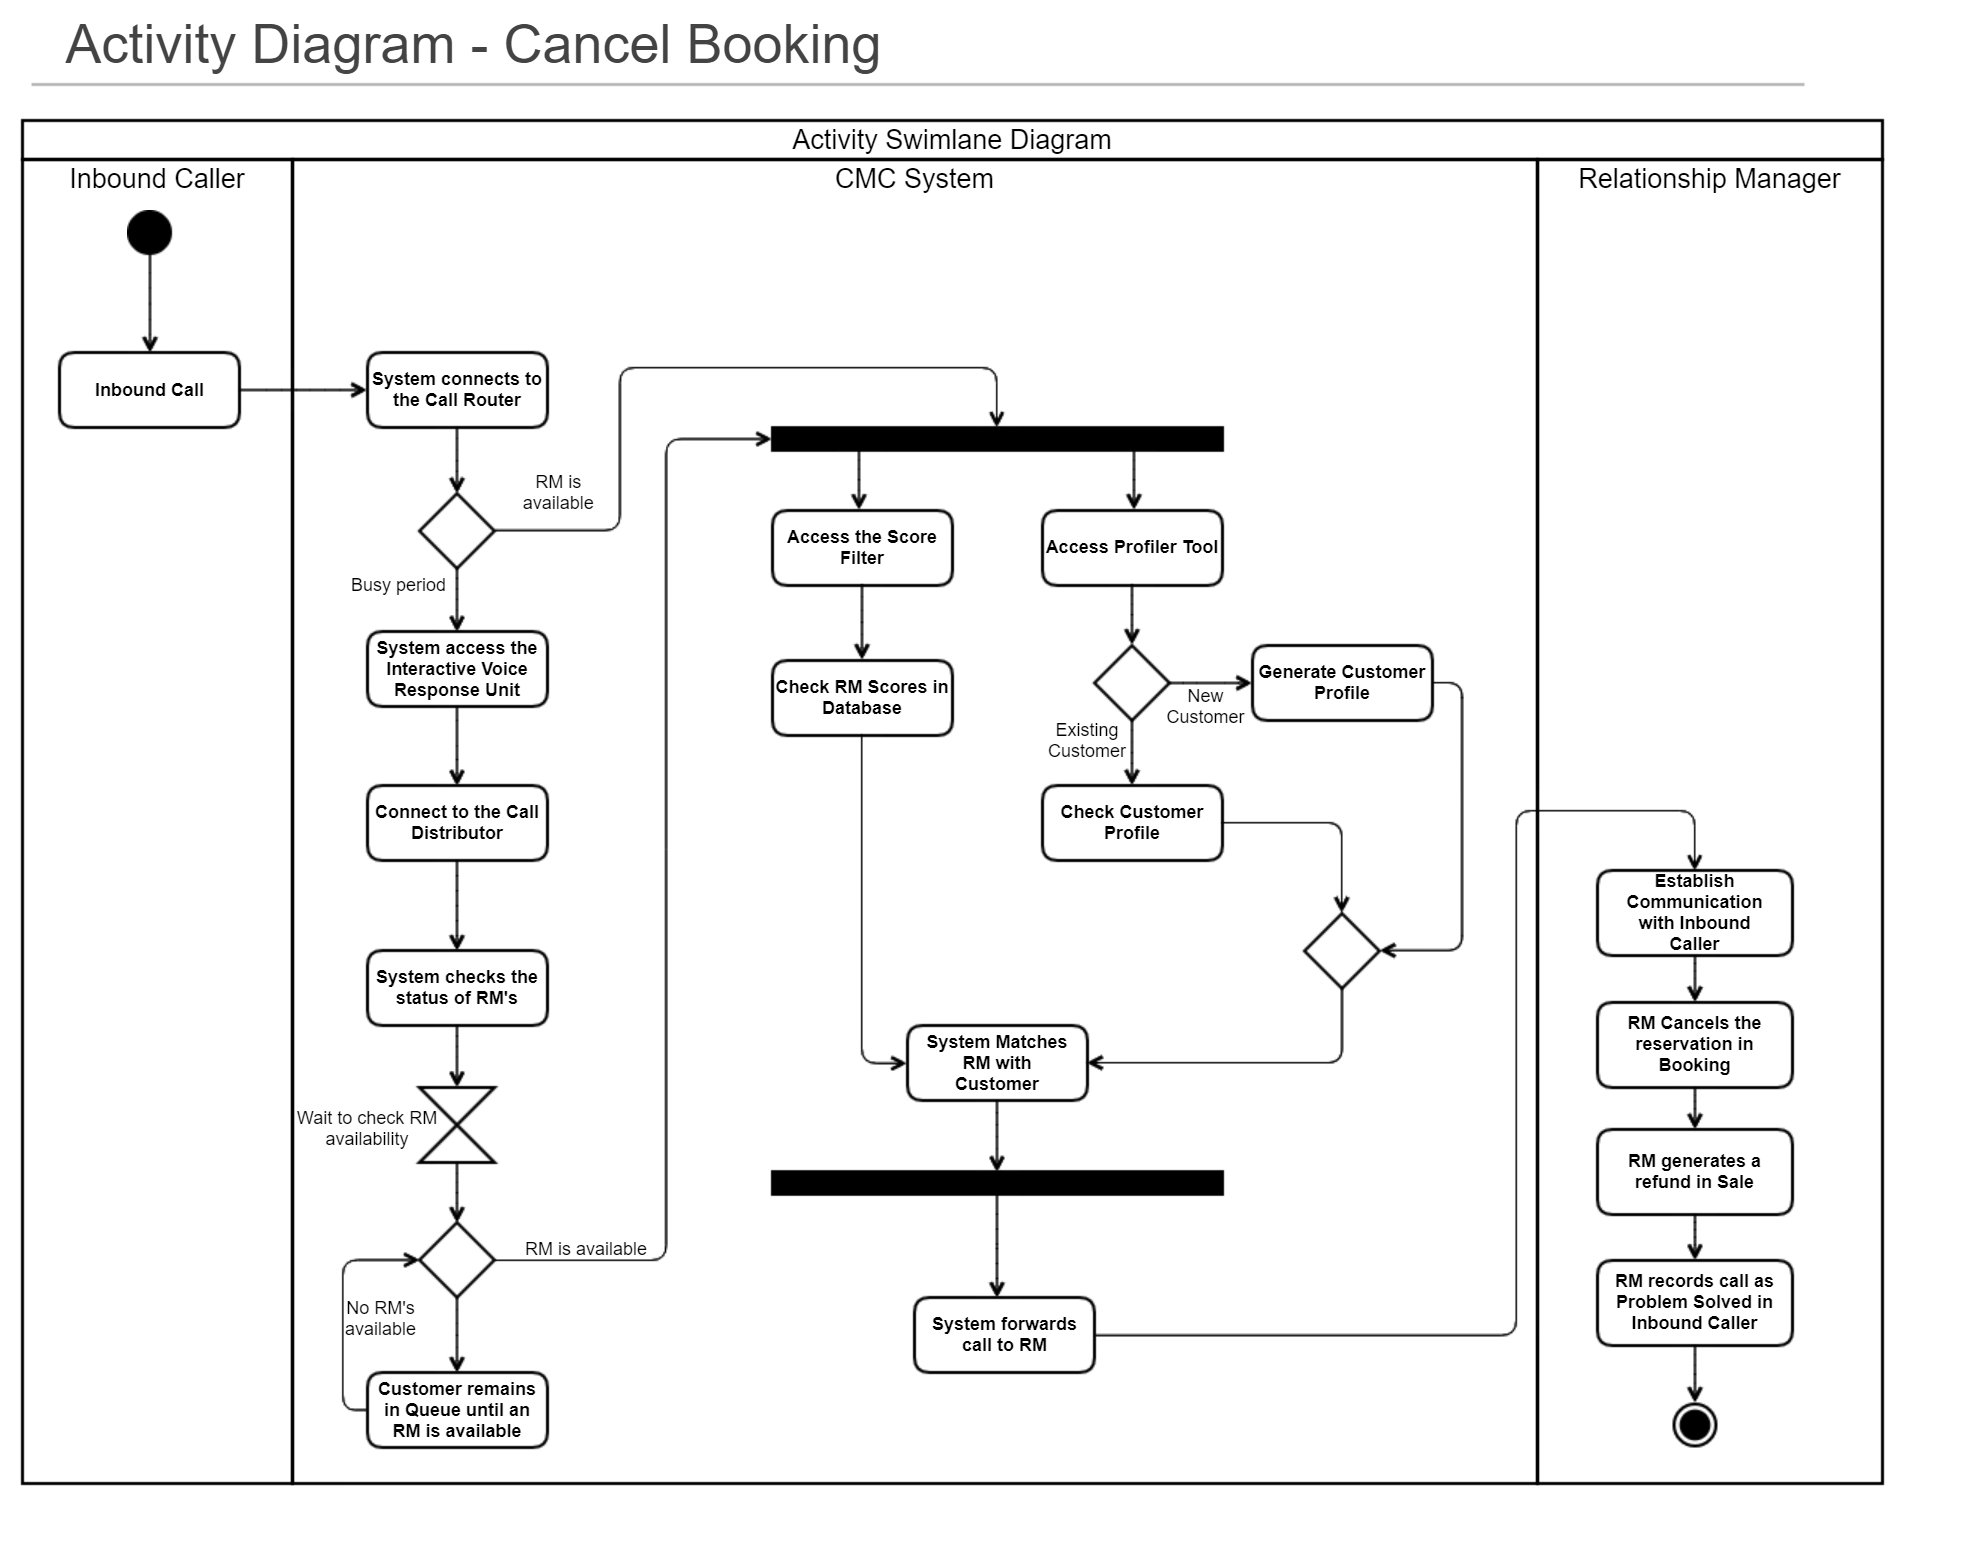 Activity Diagram - Cancel Booking
Activity Swimlane Diagram
Inbound Caller
CMC System
Relationship Manager
Inbound Call
System connects to
the Call Router
RM is
available
Busy period
System access the
Interactive Voice
Response Unit
Connect to the Call
Distributor
System checks the
status of RM's
Wait to check RM
availability
RM is available
No RM's
available
Customer remains
in Queue until an
RM is available
Access the Score
Filter
Check RM Scores in
Database
Access Profiler Tool
New
Customer
Generate Customer
Profile
Existing
Customer
Check Customer
Profile
System Matches
RM with
Customer
System forwards
call to RM
Establish
Communication
with Inbound
Caller
RM Cancels the
reservation in
Booking
RM generates a
refund in Sale
RM records call as
Problem Solved in
Inbound Caller